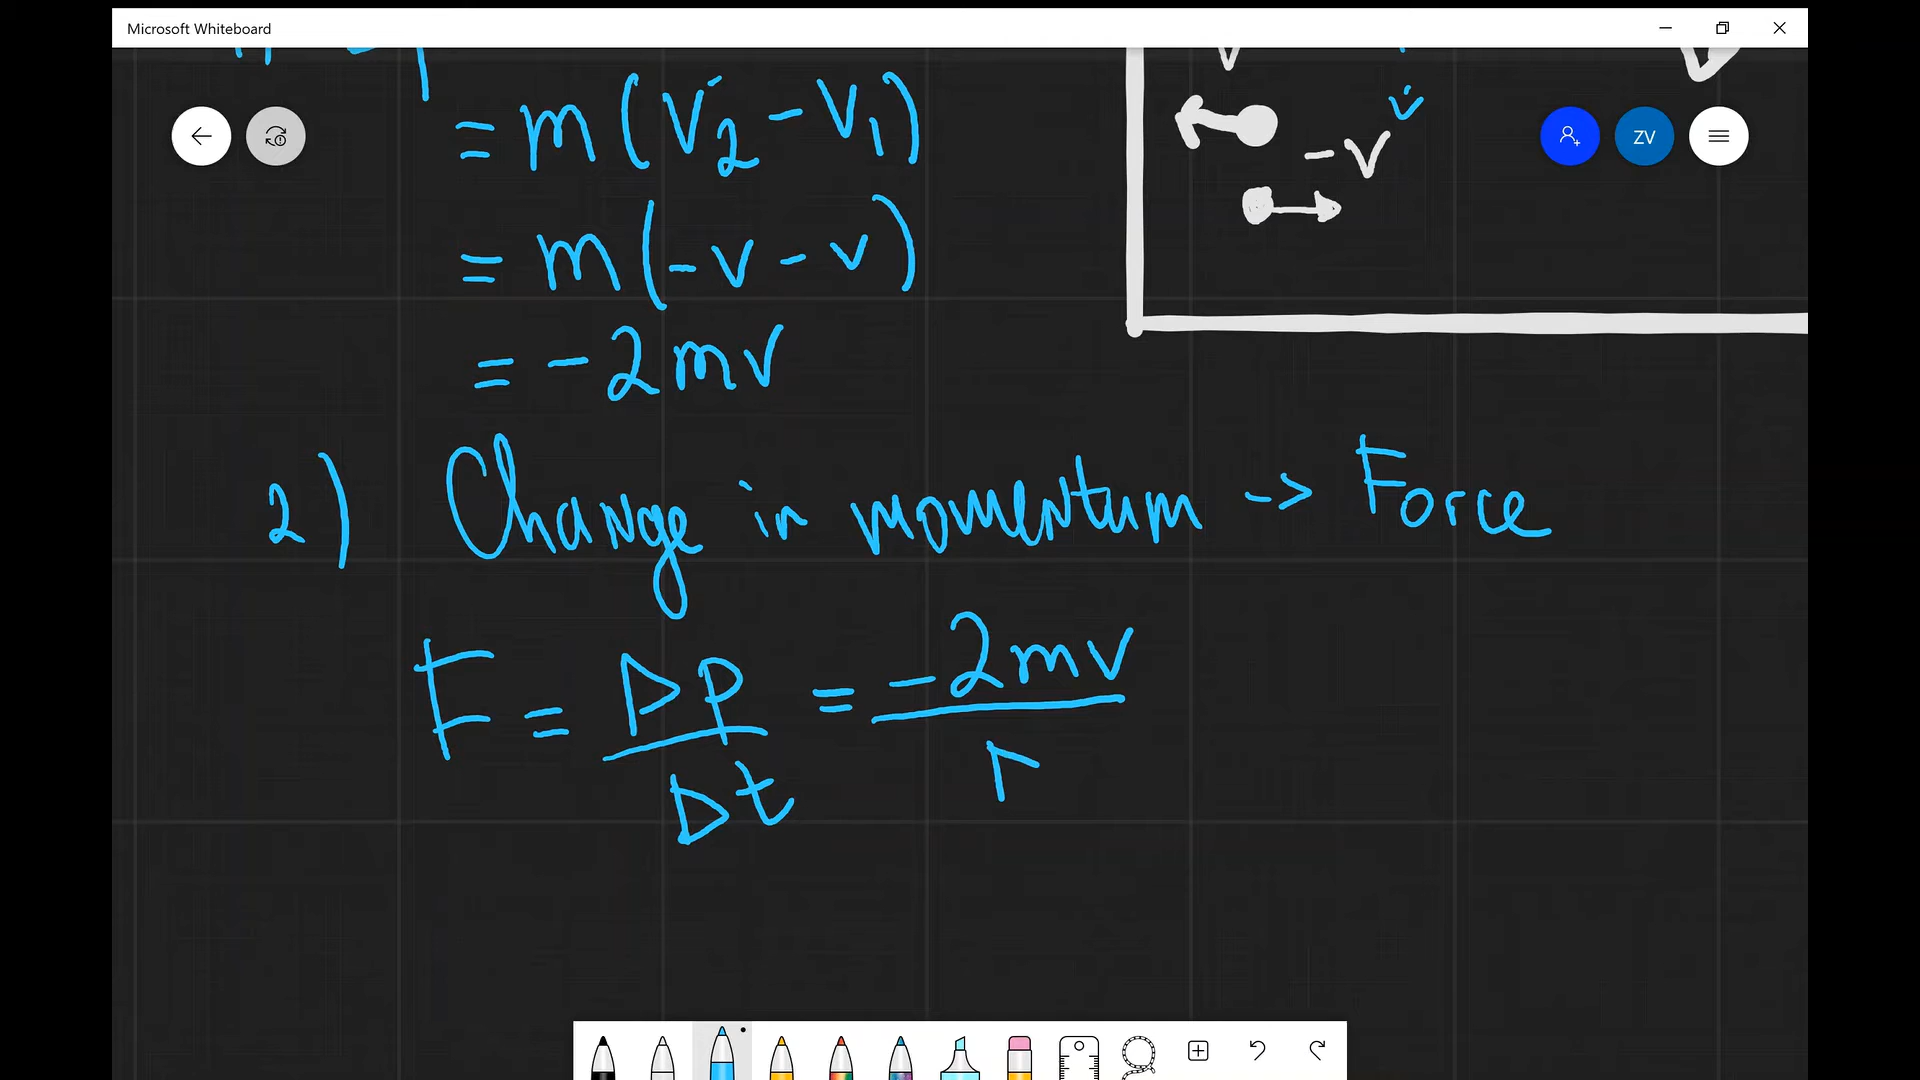 Microsoft Whiteboard
= m(V₂ - V₁)
V
-V
ZV
= m(-v - v)
= -2mv
2) Change in momentum -> Force
F = Δp/Δt = -2mv/